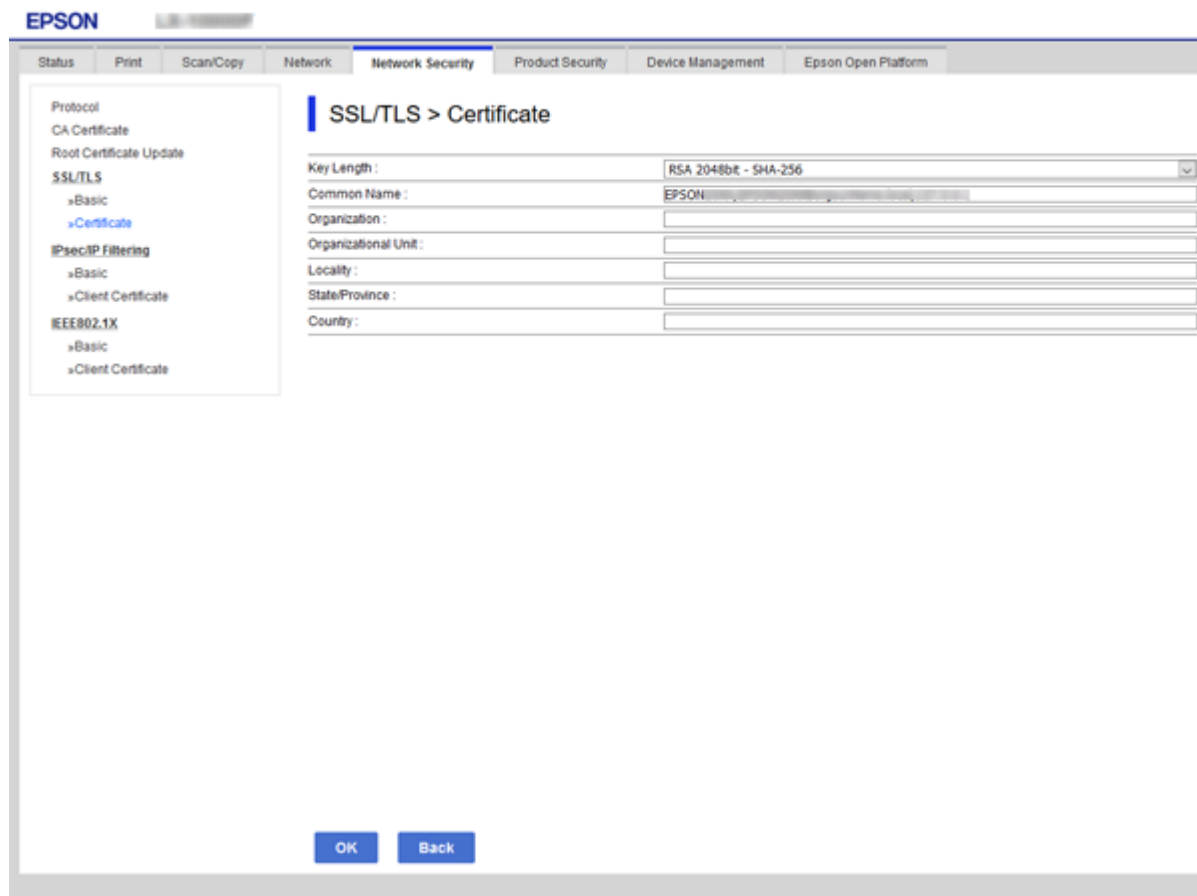 EPSON
Status Print Scan/Copy Network Network Security Product Security Device Management Epson Open Platform
Protocol
CA Certificate
Root Certificate Update
SSL/TLS
»Basic
»Certificate
IPsec/IP Filtering
»Basic
»Client Certificate
IEEE802.1X
»Basic
»Client Certificate
SSL/TLS > Certificate
Key Length : RSA 2048bit - SHA-256
Common Name : EPSON
Organization :
Organizational Unit :
Locality :
State/Province :
Country :
OK Back